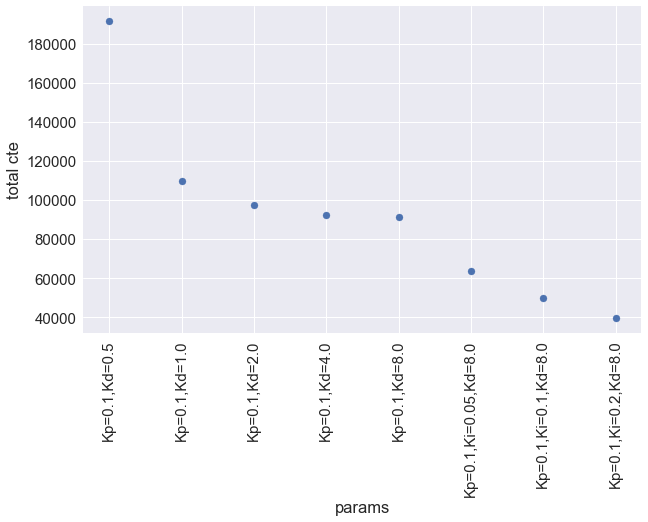 180000
160000
140000
120000
100000
80000
60000
40000
total cte
Kp=0.1,Kd=0.5
Kp=0.1,Kd=1.0
Kp=0.1,Kd=2.0
Kp=0.1,Kd=4.0
Kp=0.1,Kd=8.0
Kp=0.1,Ki=0.05,Kd=8.0
Kp=0.1,Ki=0.1,Kd=8.0
Kp=0.1,Ki=0.2,Kd=8.0
params